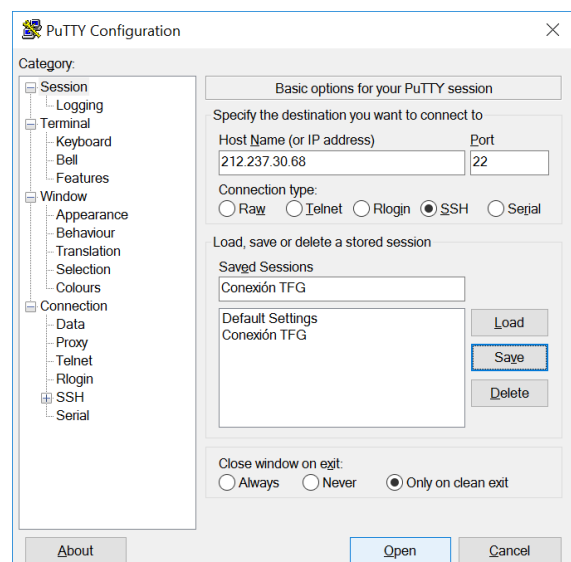 PuTTY Configuration
Category:
Session
Logging
Terminal
Keyboard
Bell
Features
Window
Appearance
Behaviour
Translation
Selection
Colours
Connection
Data
Proxy
Telnet
Rlogin
SSH
Serial
Basic options for your PuTTY session
Specify the destination you want to connect to
Host Name (or IP address) Port
212.237.30.68 22
Connection type:
Raw Telnet Rlogin SSH Serial
Load, save or delete a stored session
Saved Sessions
Conexión TFG
Default Settings
Conexión TFG
Load
Save
Delete
Close window on exit:
Always Never Only on clean exit
About Open Cancel